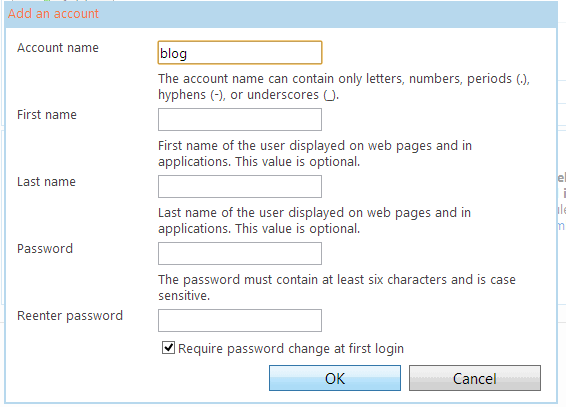 Add an account
Account name
blog
The account name can contain only letters, numbers, periods (.),
hyphens (-), or underscores (_).
First name
First name of the user displayed on web pages and in
applications. This value is optional.
Last name
Last name of the user displayed on web pages and in
applications. This value is optional.
Password
The password must contain at least six characters and is case
sensitive.
Reenter password
Require password change at first login
OK
Cancel